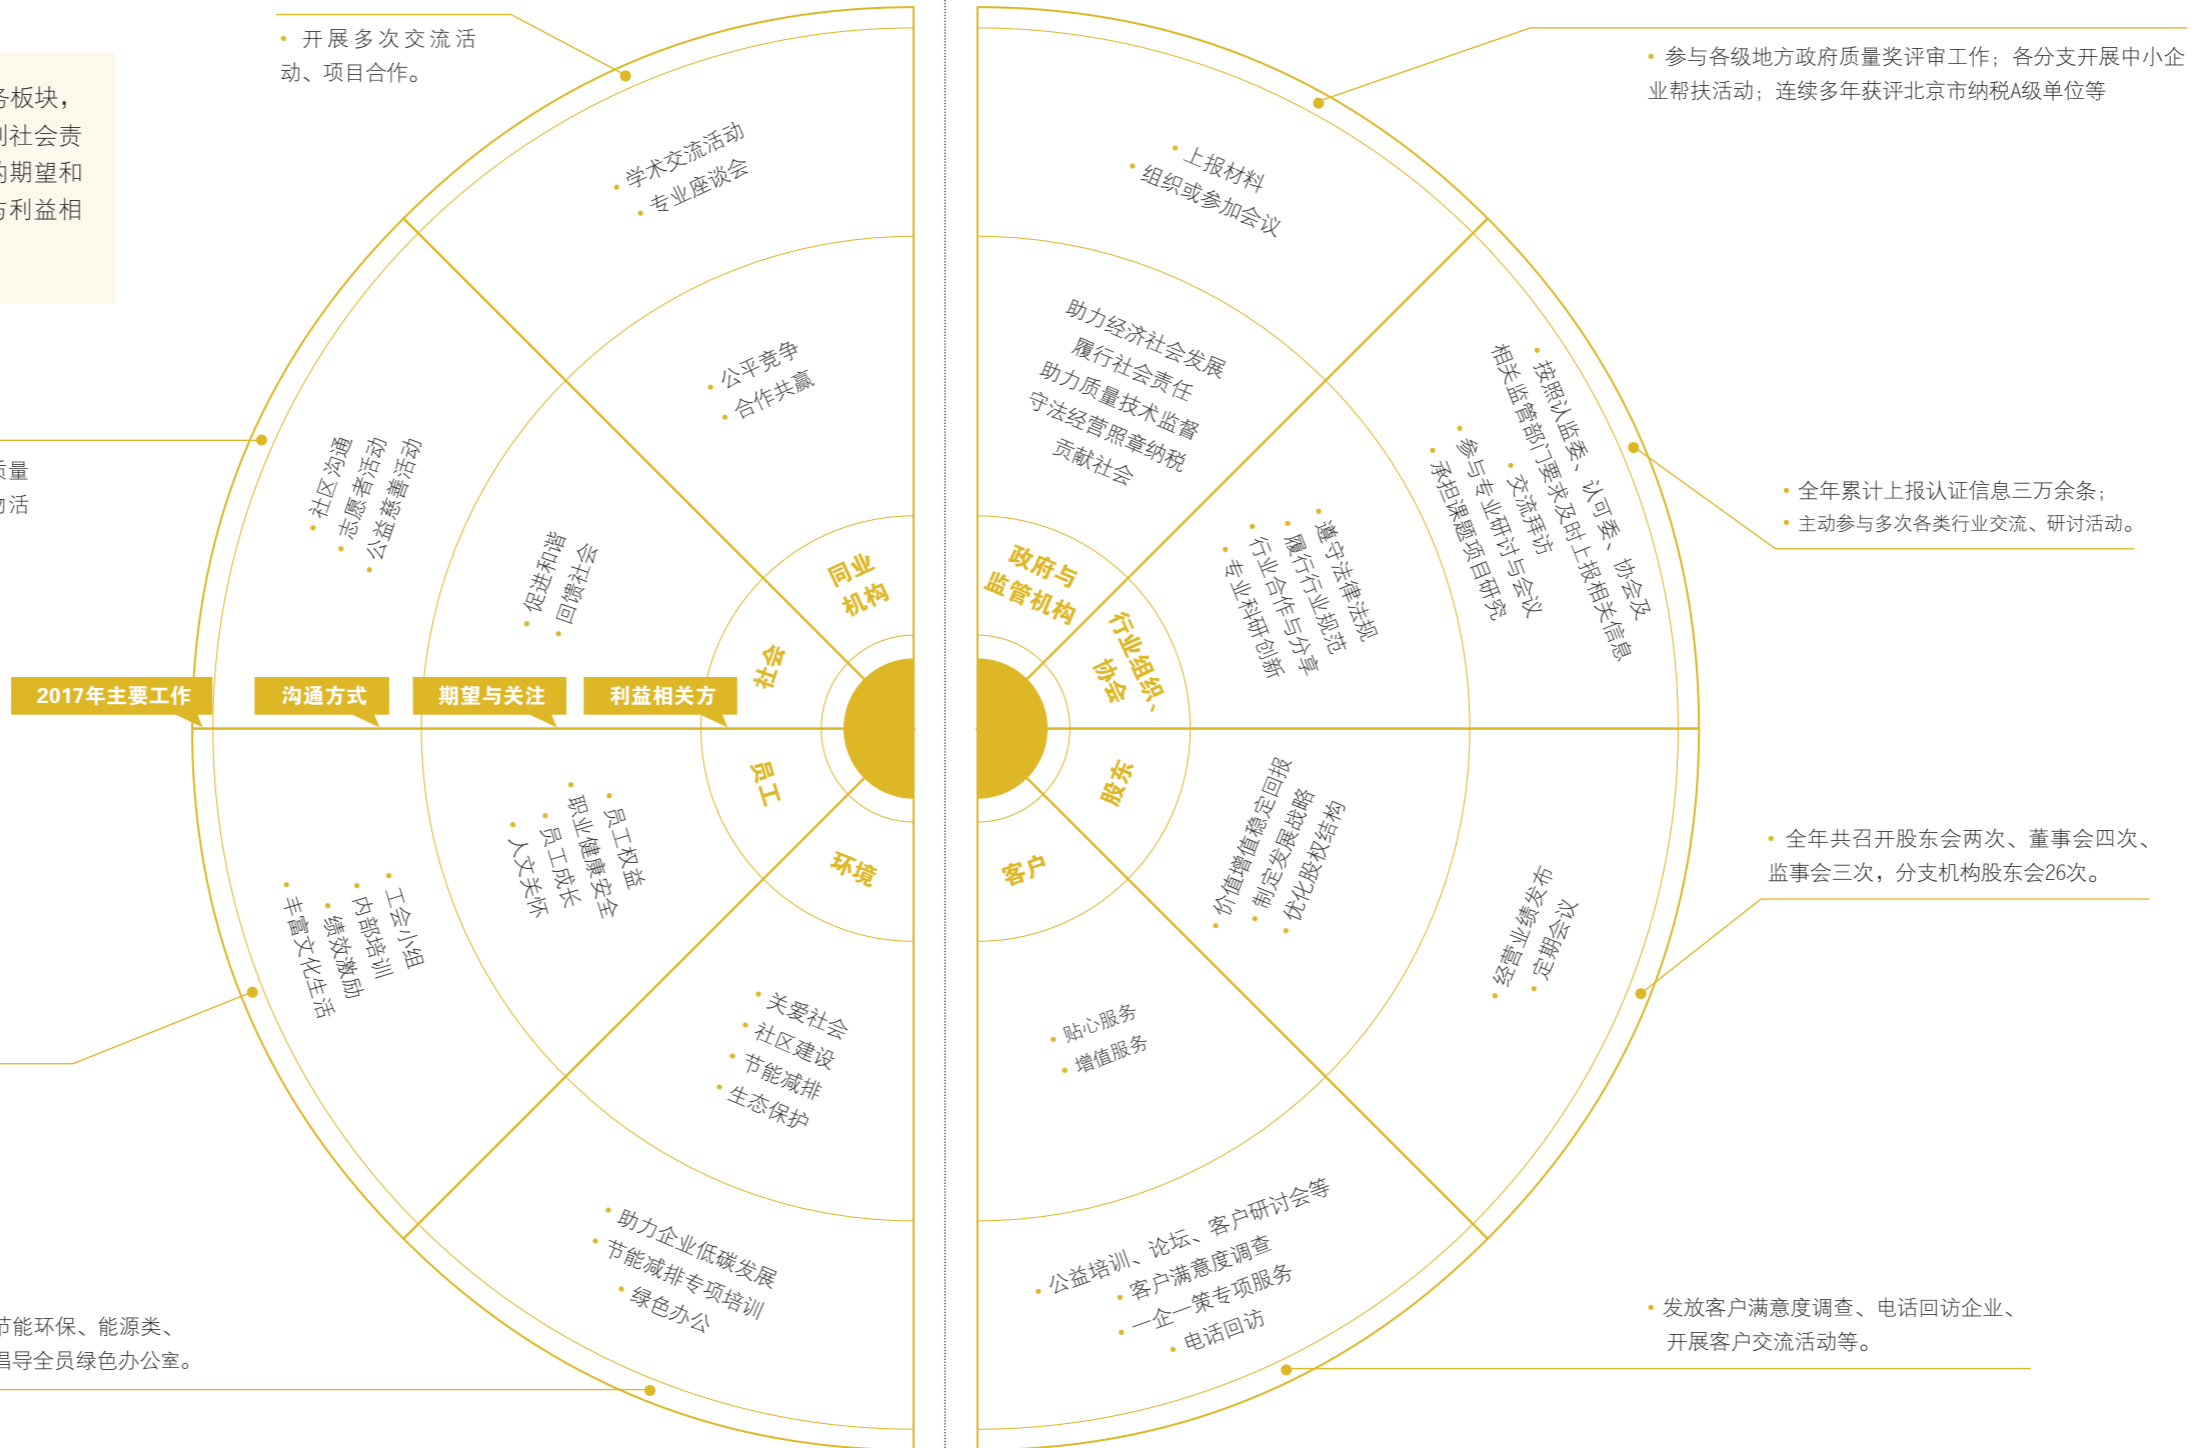 • 开展多次交流活
动、项目合作。
务板块，
社会责
的期望和
与利益相
• 学术交流活动
• 专业座谈会
• 公平竞争
• 合作共赢
同业
机构
质量
物活
• 社区沟通
• 志愿者活动
• 公益慈善活动
• 促进和谐
• 回馈社会
社会
2017年主要工作
沟通方式
期望与关注
利益相关方
员工
• 员工权益
• 职业健康安全
• 员工成长
• 人文关怀
• 工会小组
• 内部培训
• 绩效激励
• 丰富文化生活
环境
• 关爱社会
• 社区建设
• 节能减排
• 生态保护
• 助力企业低碳发展
• 节能减排专项培训
• 绿色办公
节能环保、能源类、
倡导全员绿色办公室。
• 参与各级地方政府质量奖评审工作；各分支开展中小企
业帮扶活动；连续多年获评北京市纳税A级单位等
• 上报材料
• 组织或参加会议
助力经济社会发展
履行社会责任
助力质量技术监督
守法经营照章纳税
贡献社会
政府与
监管机构
• 按照认监委、认可委、协会及
相关监管部门要求及时上报相关信息
• 交流拜访
• 参与专业研讨与会议
• 承担课题项目研究
• 遵守法律法规
• 履行行业规范
• 行业合作与分享
• 专业科研创新
行业组织、
协会
• 全年累计上报认证信息三万余条；
• 主动参与多次各类行业交流、研讨活动。
股东
• 价值增值稳定回报
• 制定发展战略
• 优化股权结构
• 经营业绩发布
• 定期会议
• 全年共召开股东会两次、董事会四次、
监事会三次，分支机构股东会26次。
客户
• 贴心服务
• 增值服务
• 公益培训、论坛、客户研讨会等
• 客户满意度调查
• 一企一策专项服务
• 电话回访
• 发放客户满意度调查、电话回访企业、
开展客户交流活动等。